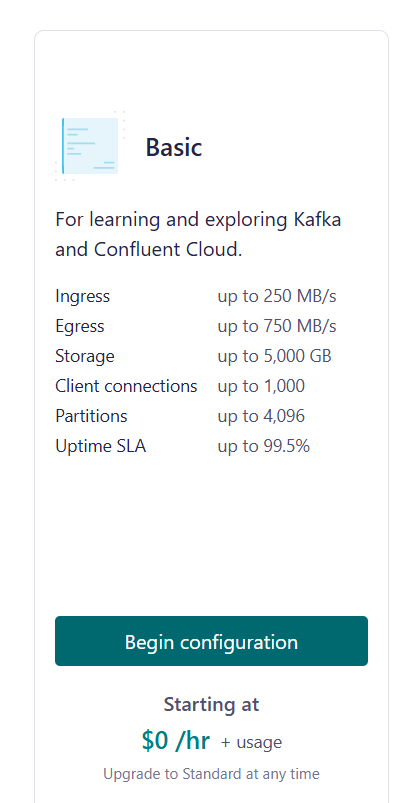 Basic
For learning and exploring Kafka
and Confluent Cloud.
Ingress up to 250 MB/s
Egress up to 750 MB/s
Storage up to 5,000 GB
Client connections up to 1,000
Partitions up to 4,096
Uptime SLA up to 99.5%
Begin configuration
Starting at
$0 /hr + usage
Upgrade to Standard at any time